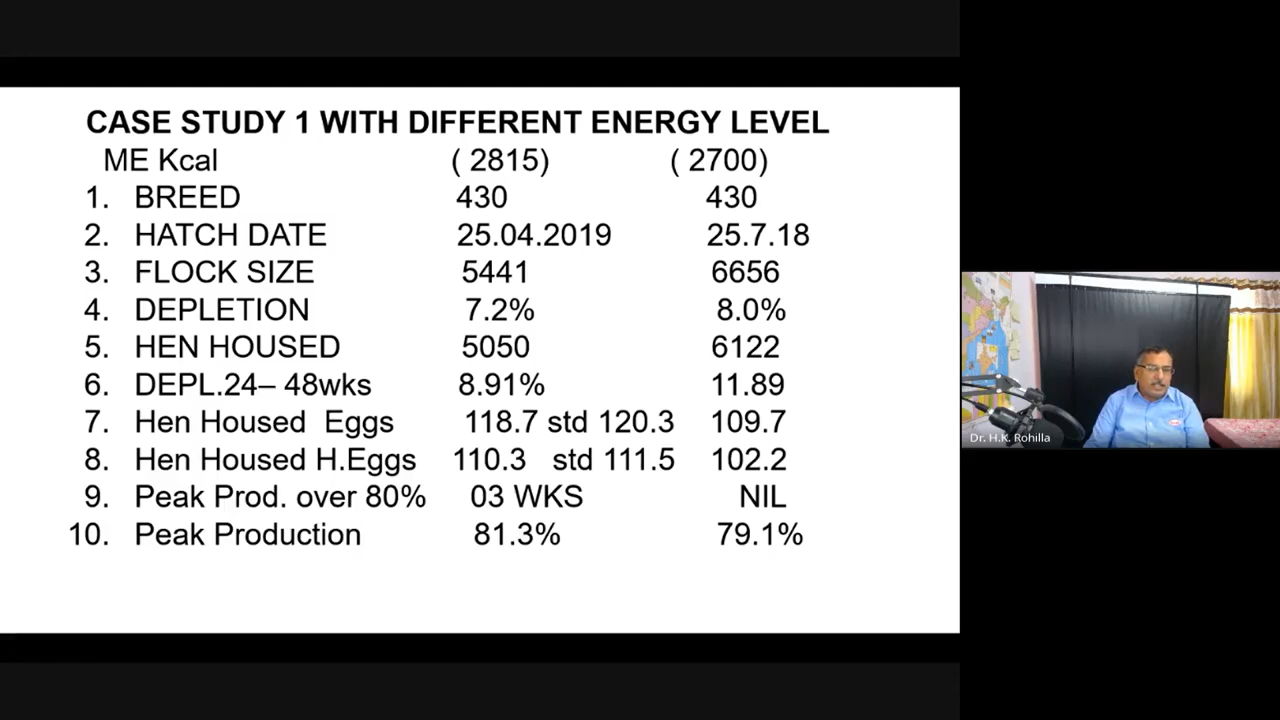 CASE STUDY 1 WITH DIFFERENT ENERGY LEVEL
ME Kcal ( 2815) ( 2700)
1. BREED 430 430
2. HATCH DATE 25.04.2019 25.7.18
3. FLOCK SIZE 5441 6656
4. DEPLETION 7.2% 8.0%
5. HEN HOUSED 5050 6122
6. DEPL.24– 48wks 8.91% 11.89
7. Hen Housed Eggs 118.7 std 120.3 109.7
8. Hen Housed H.Eggs 110.3 std 111.5 102.2
9. Peak Prod. over 80% 03 WKS NIL
10. Peak Production 81.3% 79.1%
Dr. H.K. Rohilla